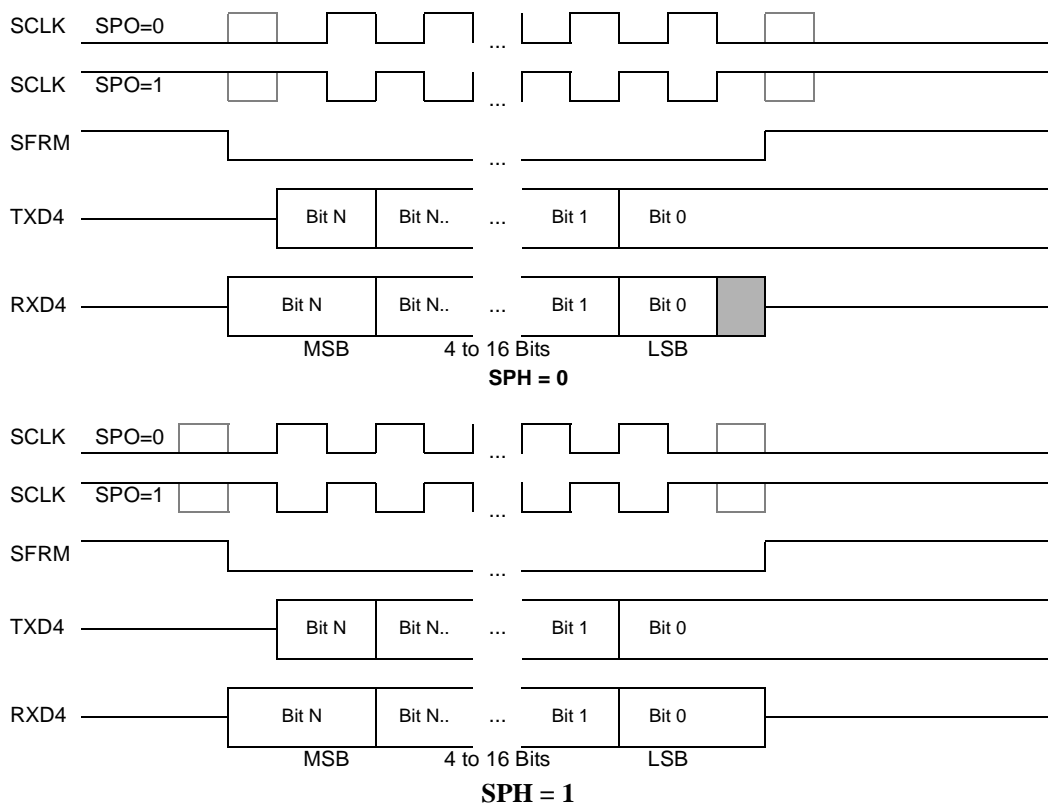 SCLK SPO=0
...
SCLK SPO=1
...
SFRM
...
TXD4 Bit N Bit N.. ... Bit 1 Bit 0
RXD4 Bit N Bit N.. ... Bit 1 Bit 0
MSB 4 to 16 Bits LSB
SPH = 0
SCLK SPO=0
...
SCLK SPO=1
...
SFRM
...
TXD4 Bit N Bit N.. ... Bit 1 Bit 0
RXD4 Bit N Bit N.. ... Bit 1 Bit 0
MSB 4 to 16 Bits LSB
SPH = 1